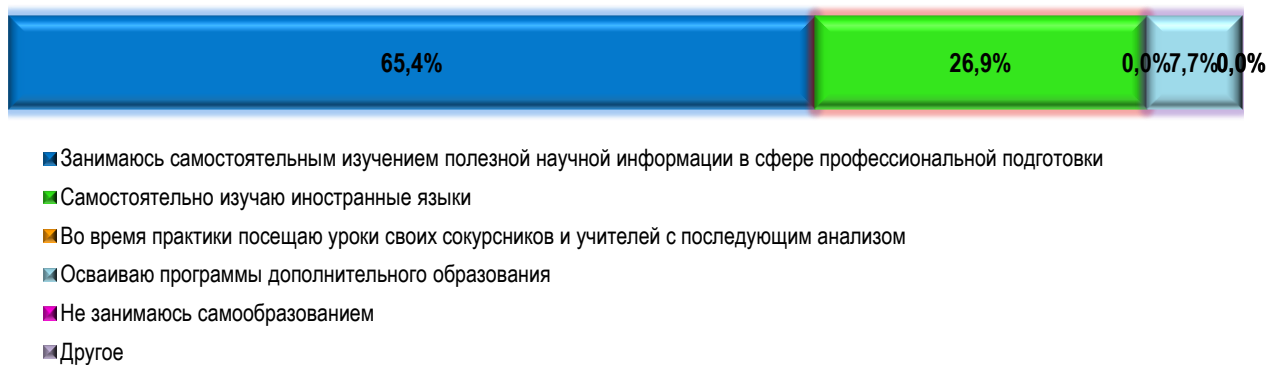 65,4% 26,9% 0,0% 7,7% 0,0%
Занимаюсь самостоятельным изучением полезной научной информации в сфере профессиональной подготовки
Самостоятельно изучаю иностранные языки
Во время практики посещаю уроки своих сокурсников и учителей с последующим анализом
Осваиваю программы дополнительного образования
Не занимаюсь самообразованием
Другое